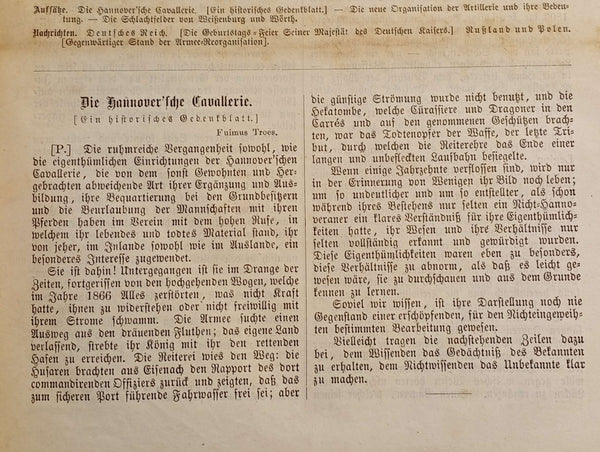 Aufsätze. Die Hannover'sche Cavallerie. [Ein historisches Gedenkblatt.] — Die neue Organisation der Artillerie und ihre Bedeu-
tung. — Die Schlachtfelder von Weißenburg und Wörth.
Nachrichten. Deutsches Reich. [Die Geburtstags-Feier Seiner Majestät des Deutschen Kaisers.] Rußland und Polen.
[Gegenwärtiger Stand der Armee-Reorganisation].
Die Hannover'sche Cavallerie.
[Ein historisches Gedenkblatt.]
Fuimus Troes.
[P.] Die ruhmreiche Vergangenheit sowohl, wie
die eigenthümlichen Einrichtungen der Hannover'schen
Cavallerie, die von dem sonst Gewohnten und Her-
gebrachten abweichende Art ihrer Ergänzung und Aus-
bildung, ihre Bequartierung bei den Grundbesitzern
und die Beurlaubung der Mannschaften mit ihren
Pferden haben im Verein mit dem hohen Rufe, in
welchem ihr lebendes und todtes Material stand, ihr
von jeher, im Inlande sowohl wie im Auslande, ein
besonderes Interesse zugewendet.
Sie ist dahin! Untergegangen ist sie im Drange der
Zeiten, fortgerissen von den hochgehenden Wogen, welche
im Jahre 1866 Alles zerstörten, was nicht Kraft
hatte, ihnen zu widerstehen oder nicht freiwillig mit
ihrem Strome schwamm. Die Armee suchte einen
Ausweg aus den dräuenden Fluthen; das eigene Land
verlassend, strebte ihr König mit ihr den rettenden
Hafen zu erreichen. Die Reiterei wies den Weg: die
Husaren brachten aus Eisenach den Rapport des dort
commandirenden Offiziers zurück und zeigten, daß das
zum sicheren Port führende Fahrwasser frei sei; aber
die günstige Strömung wurde nicht benutzt, und die
Hekatombe, welche Cürassiere und Dragoner in den
Carrés und auf den genommenen Geschützen brach-
ten, war das Todtenopfer der Waffe, der letzte Tri-
but, durch welchen die Reiterehre das Ende einer
langen und unbefleckten Laufbahn besiegelte.
Wenn einige Jahrzehnte verflossen sind, wird nur
in der Erinnerung von Wenigen ihr Bild noch leben;
um so undeutlicher und um so entstellter, als schon
während ihres Bestehens nur selten ein Nicht-Hanno-
veraner ein klares Verständniß für ihre Eigenthümlich-
keiten hatte, ihr Wesen und ihre Verhältnisse nur
selten vollständig erkannt und gewürdigt wurden.
Diese Eigenthümlichkeiten waren eben zu besonders,
diese Verhältnisse zu abnorm, als daß es leicht ge-
wesen wäre, sie zu durchschauen und aus dem Grunde
kennen zu lernen.
Soviel wir wissen, ist ihre Darstellung noch nie
Gegenstand einer erschöpfenden, für den Nichteingeweih-
ten bestimmten Bearbeitung gewesen.
Vielleicht tragen die nachstehenden Zeilen dazu
bei, dem Wissenden das Gedächtniß des Bekannten
zu erhalten, dem Nichtwissenden das Unbekannte klar
zu machen.